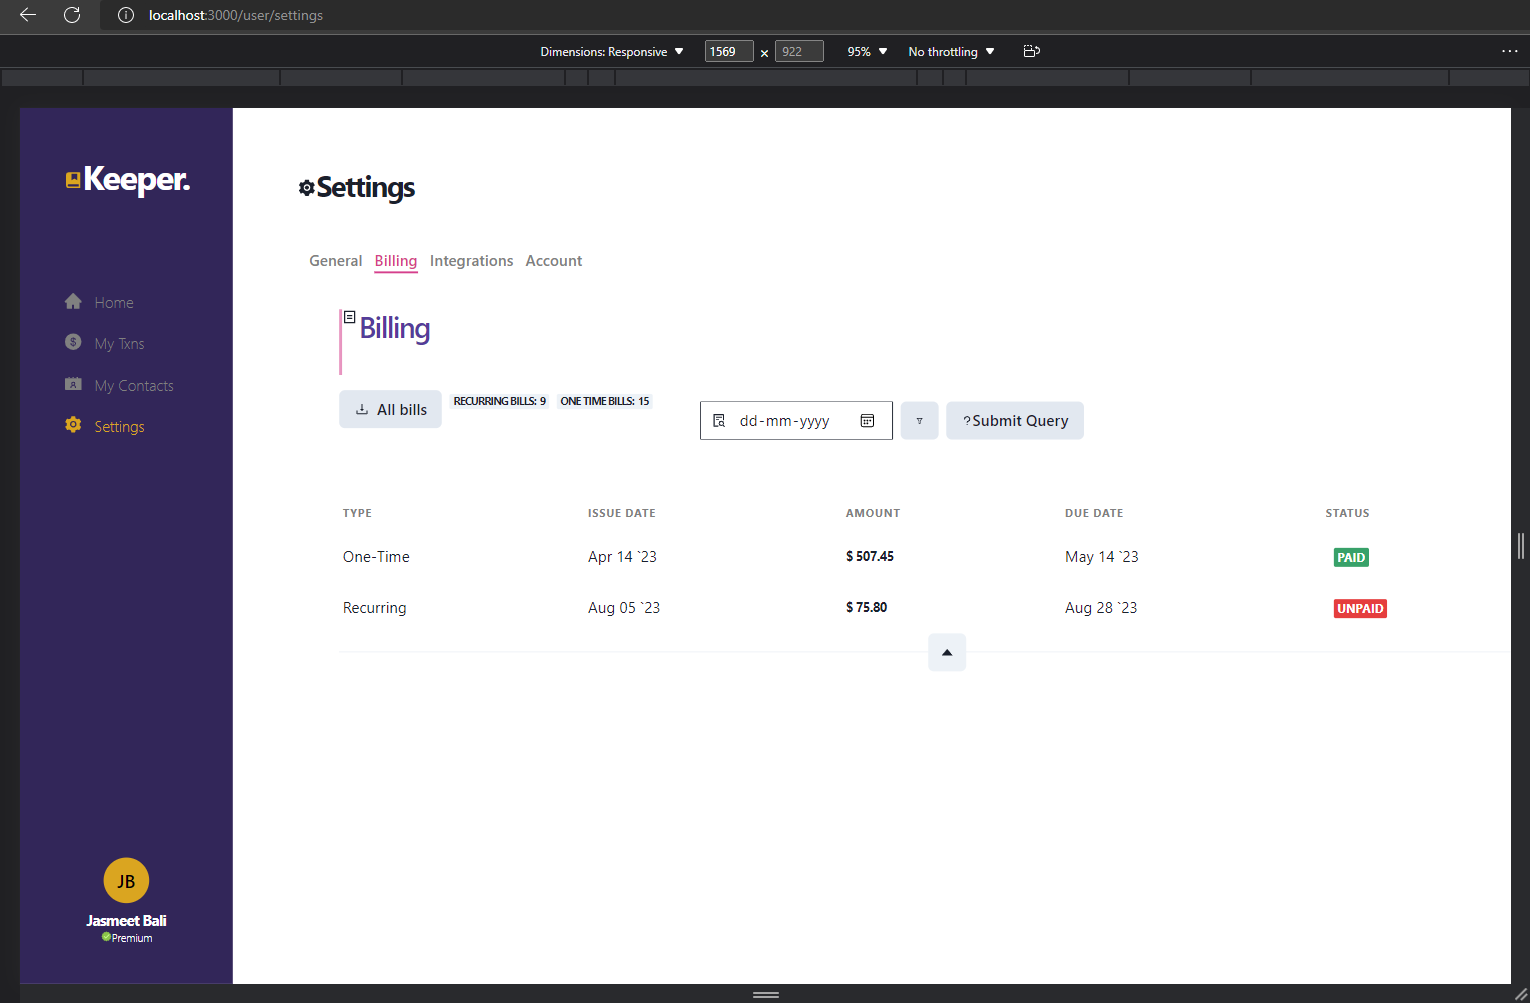 localhost:3000/user/settings
Dimensions: Responsive 1569 × 922 95% No throttling
Keeper.
Home
My Txns
My Contacts
Settings
JB
Jasmeet Bali
Premium
Settings
General Billing Integrations Account
Billing
All bills RECURRING BILLS: 9 ONE TIME BILLS: 15 dd-mm-yyyy ?Submit Query
TYPE ISSUE DATE AMOUNT DUE DATE STATUS
One-Time Apr 14 `23 $ 507.45 May 14 `23 PAID
Recurring Aug 05 `23 $ 75.80 Aug 28 `23 UNPAID